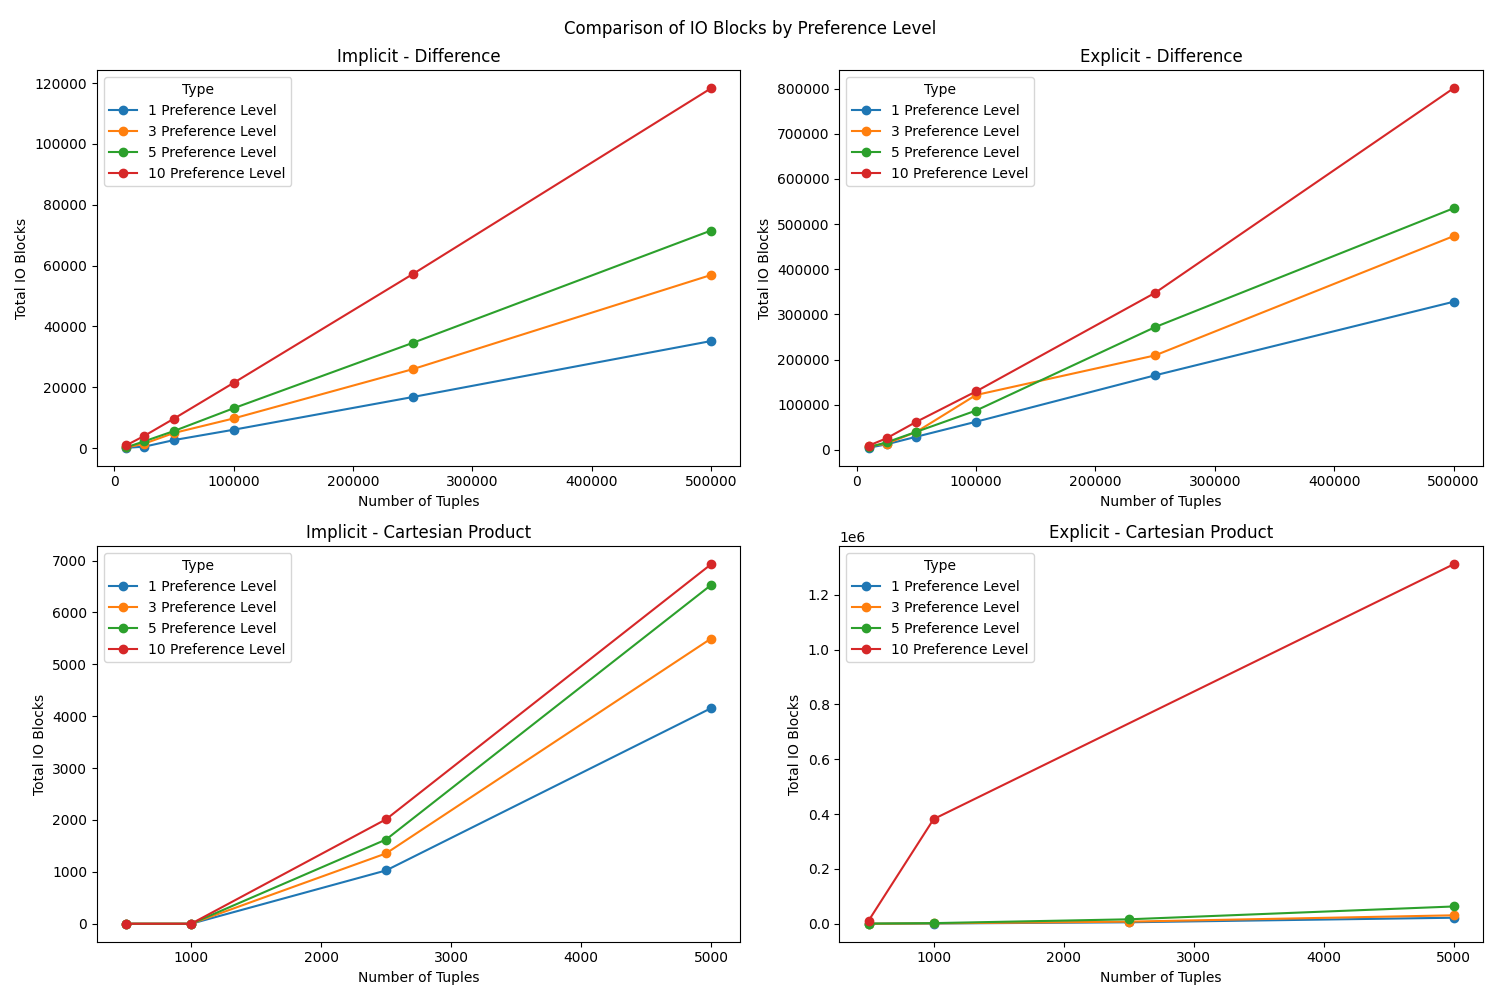 Comparison of IO Blocks by Preference Level
Implicit - Difference
Total IO Blocks
120000
100000
80000
60000
40000
20000
0
Type
1 Preference Level
3 Preference Level
5 Preference Level
10 Preference Level
0 100000 200000 300000 400000 500000
Number of Tuples
Explicit - Difference
Total IO Blocks
800000
700000
600000
500000
400000
300000
200000
100000
0
Type
1 Preference Level
3 Preference Level
5 Preference Level
10 Preference Level
0 100000 200000 300000 400000 500000
Number of Tuples
Implicit - Cartesian Product
Total IO Blocks
7000
6000
5000
4000
3000
2000
1000
0
Type
1 Preference Level
3 Preference Level
5 Preference Level
10 Preference Level
1000 2000 3000 4000 5000
Number of Tuples
Explicit - Cartesian Product
1e6
Total IO Blocks
1.2
1.0
0.8
0.6
0.4
0.2
0.0
Type
1 Preference Level
3 Preference Level
5 Preference Level
10 Preference Level
1000 2000 3000 4000 5000
Number of Tuples